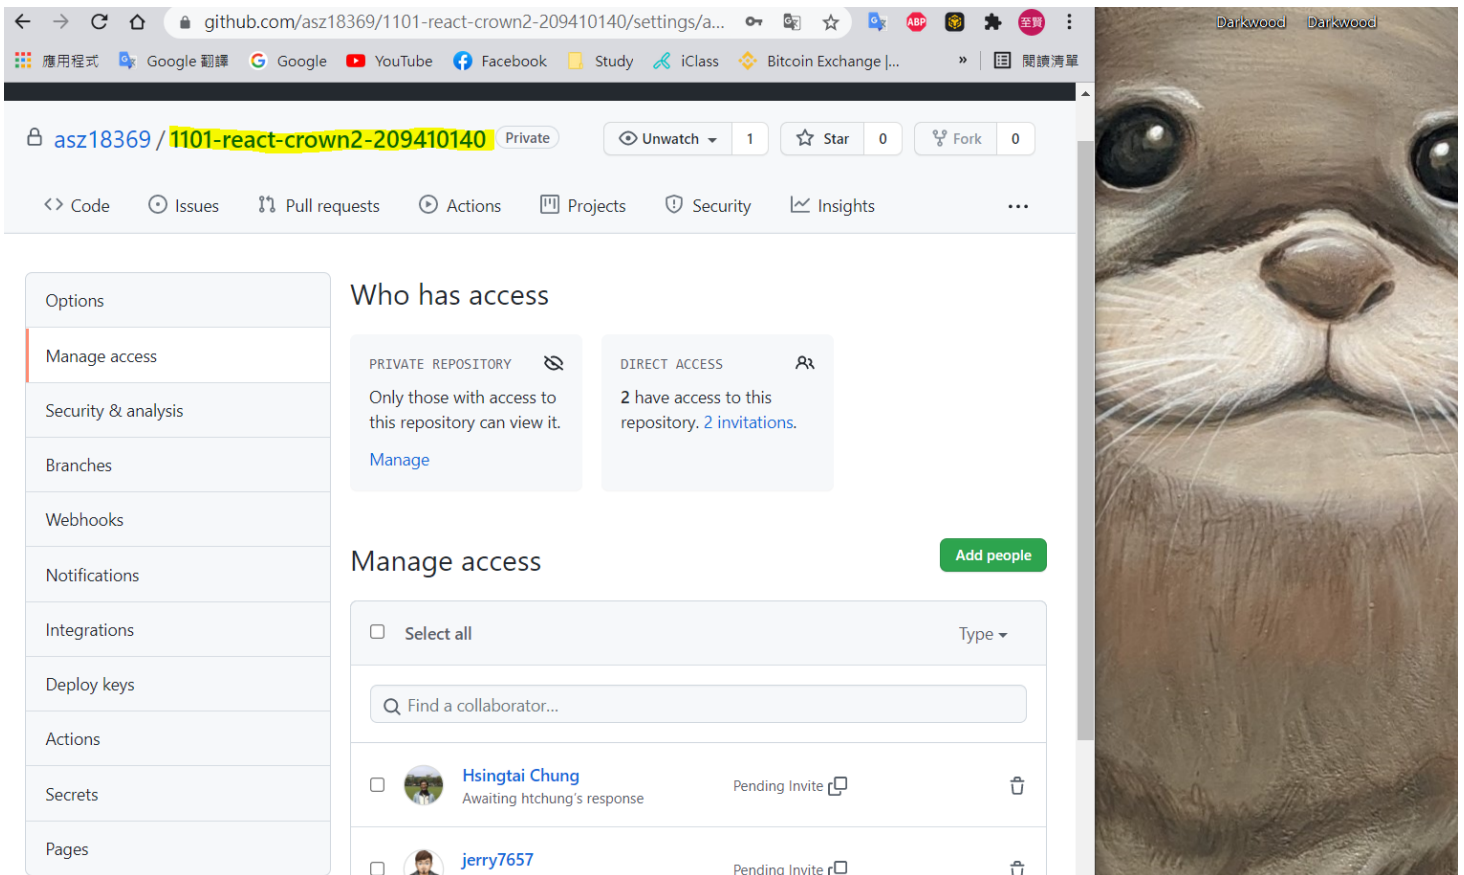 github.com/asz18369/1101-react-crown2-209410140/settings/a...
ABP
至賢
Darkwood Darkwood
應用程式 Google 翻譯 Google YouTube Facebook Study iClass Bitcoin Exchange |... » 閱讀清單
asz18369 / 1101-react-crown2-209410140 Private Unwatch 1 Star 0 Fork 0
Code Issues Pull requests Actions Projects Security Insights ...
Options
Manage access
Security & analysis
Branches
Webhooks
Notifications
Integrations
Deploy keys
Actions
Secrets
Pages
Who has access
PRIVATE REPOSITORY
Only those with access to
this repository can view it.
Manage
DIRECT ACCESS
2 have access to this
repository. 2 invitations.
Manage access
Add people
Select all Type
Find a collaborator...
Hsingtai Chung
Awaiting htchung's response
Pending Invite
jerry7657
Pending Invite